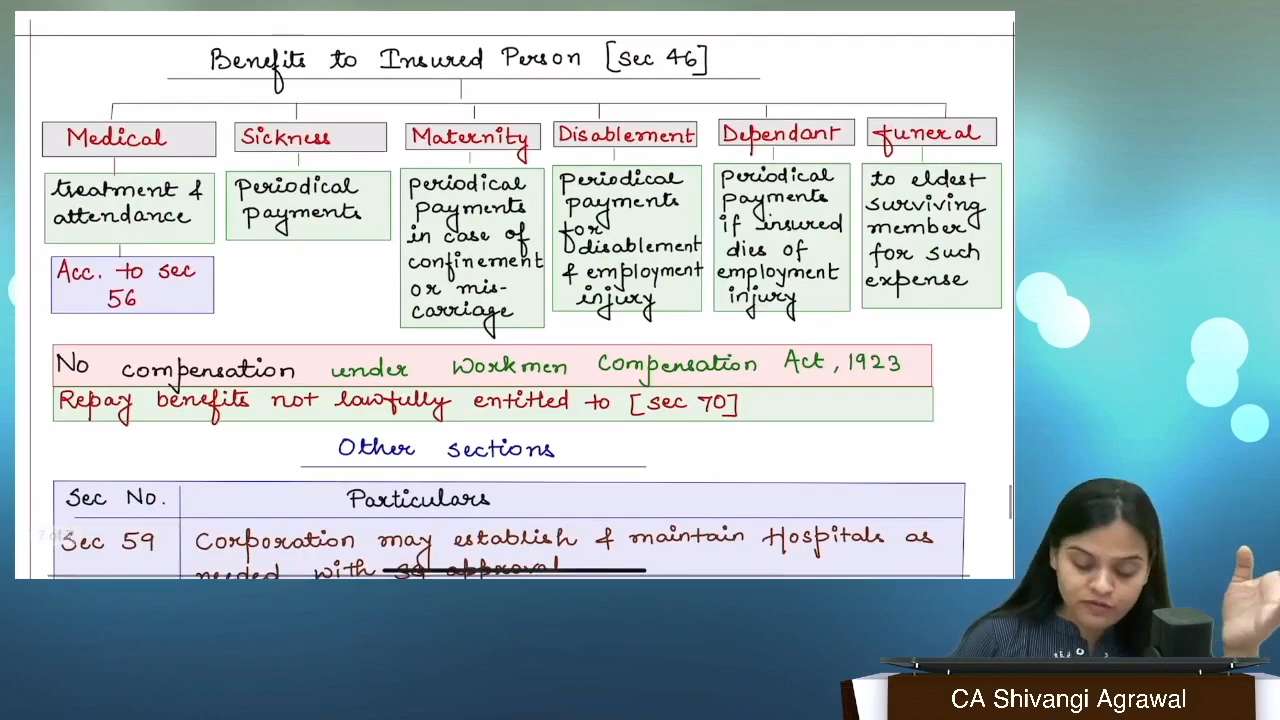 Benefits to Insured Person [sec 46]
Medical
Sickness
Maternity
Disablement
Dependant
funeral
treatment &
attendance
Acc. to sec
56
Periodical
payments
periodical
payments
in case of
confinement
or mis-
carriage
Periodical
payments
for
disablement
& employment
injury
periodical
payments
if insured
dies of
employment
injury
to eldest
surviving
member
for such
expense
No compensation under Workmen Compensation Act, 1923
Repay benefits not lawfully entitled to [sec 70]
Other sections
Sec No.
Particulars
Sec 59
Corporation may establish & maintain Hospitals as
needed with SG approval
CA Shivangi Agrawal